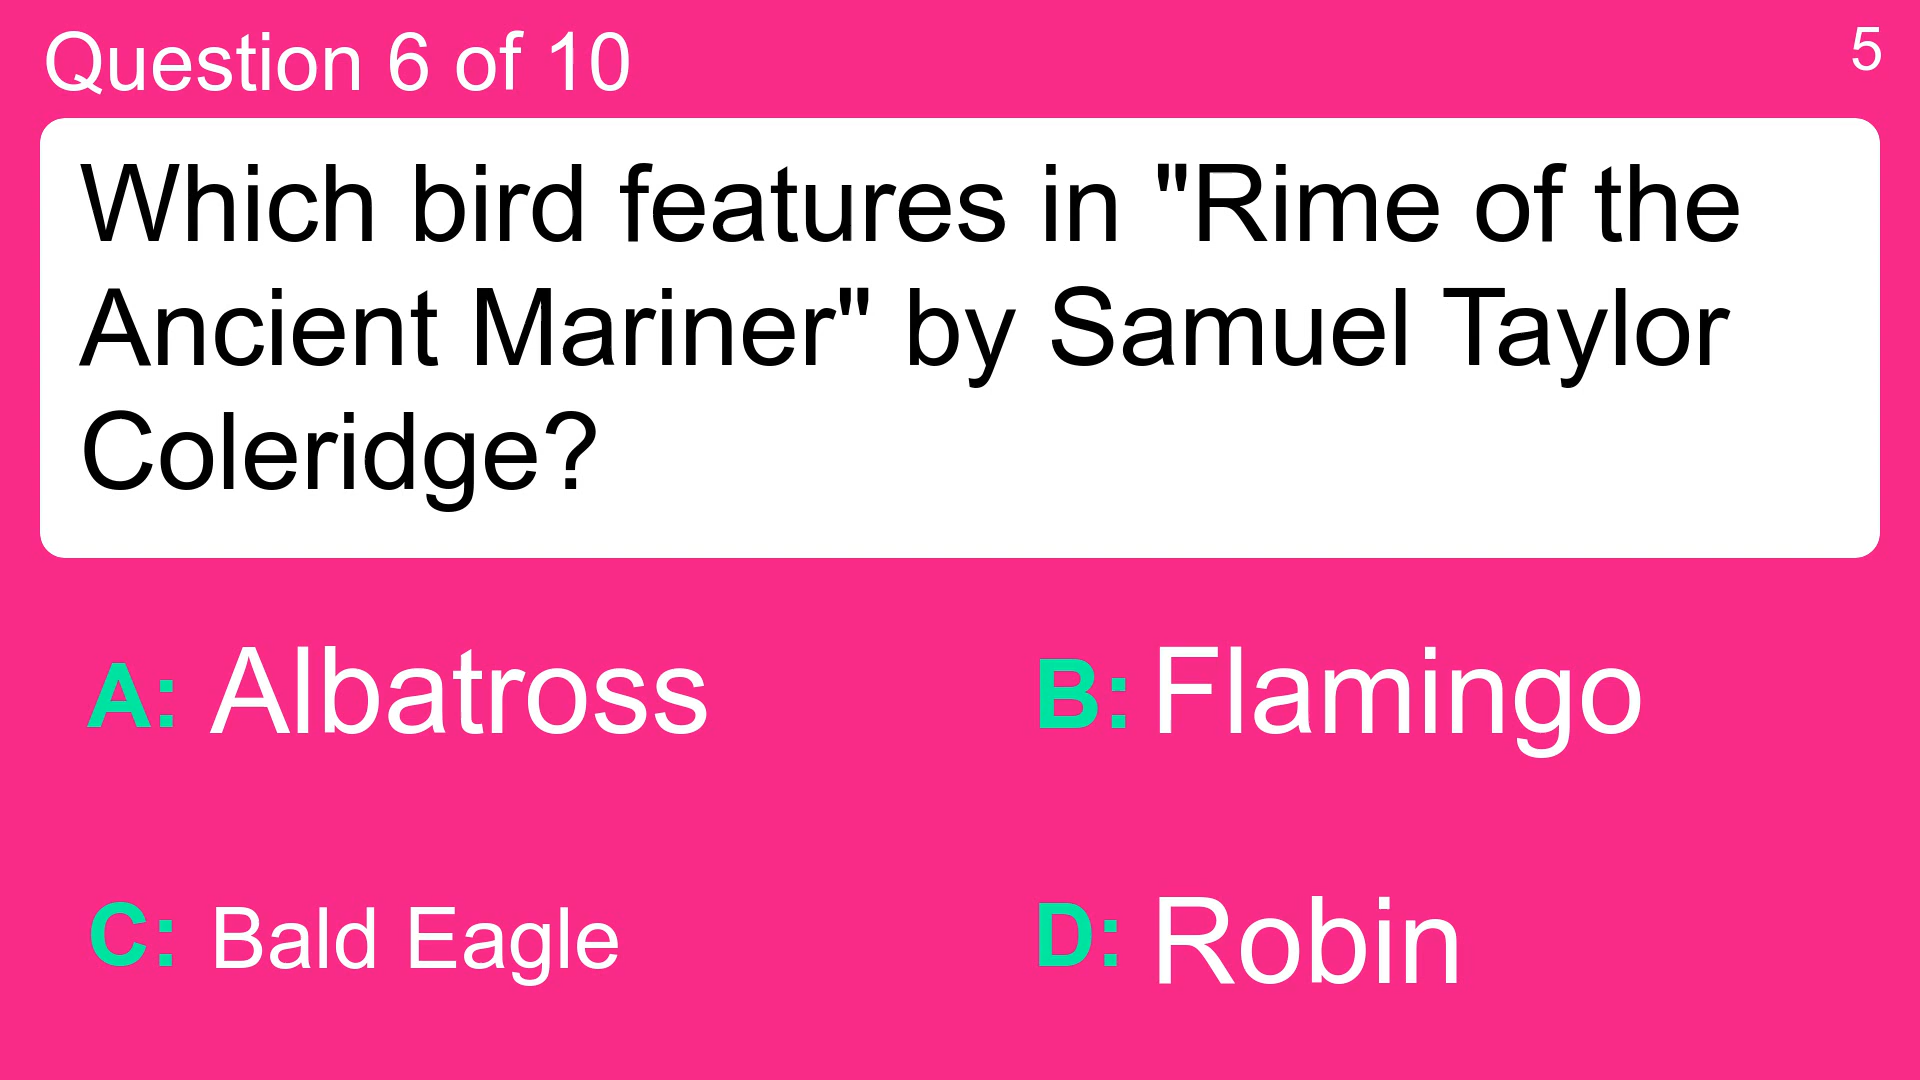 Question 6 of 10
5
Which bird features in "Rime of the
Ancient Mariner" by Samuel Taylor
Coleridge?
A: Albatross
B: Flamingo
C: Bald Eagle
D: Robin